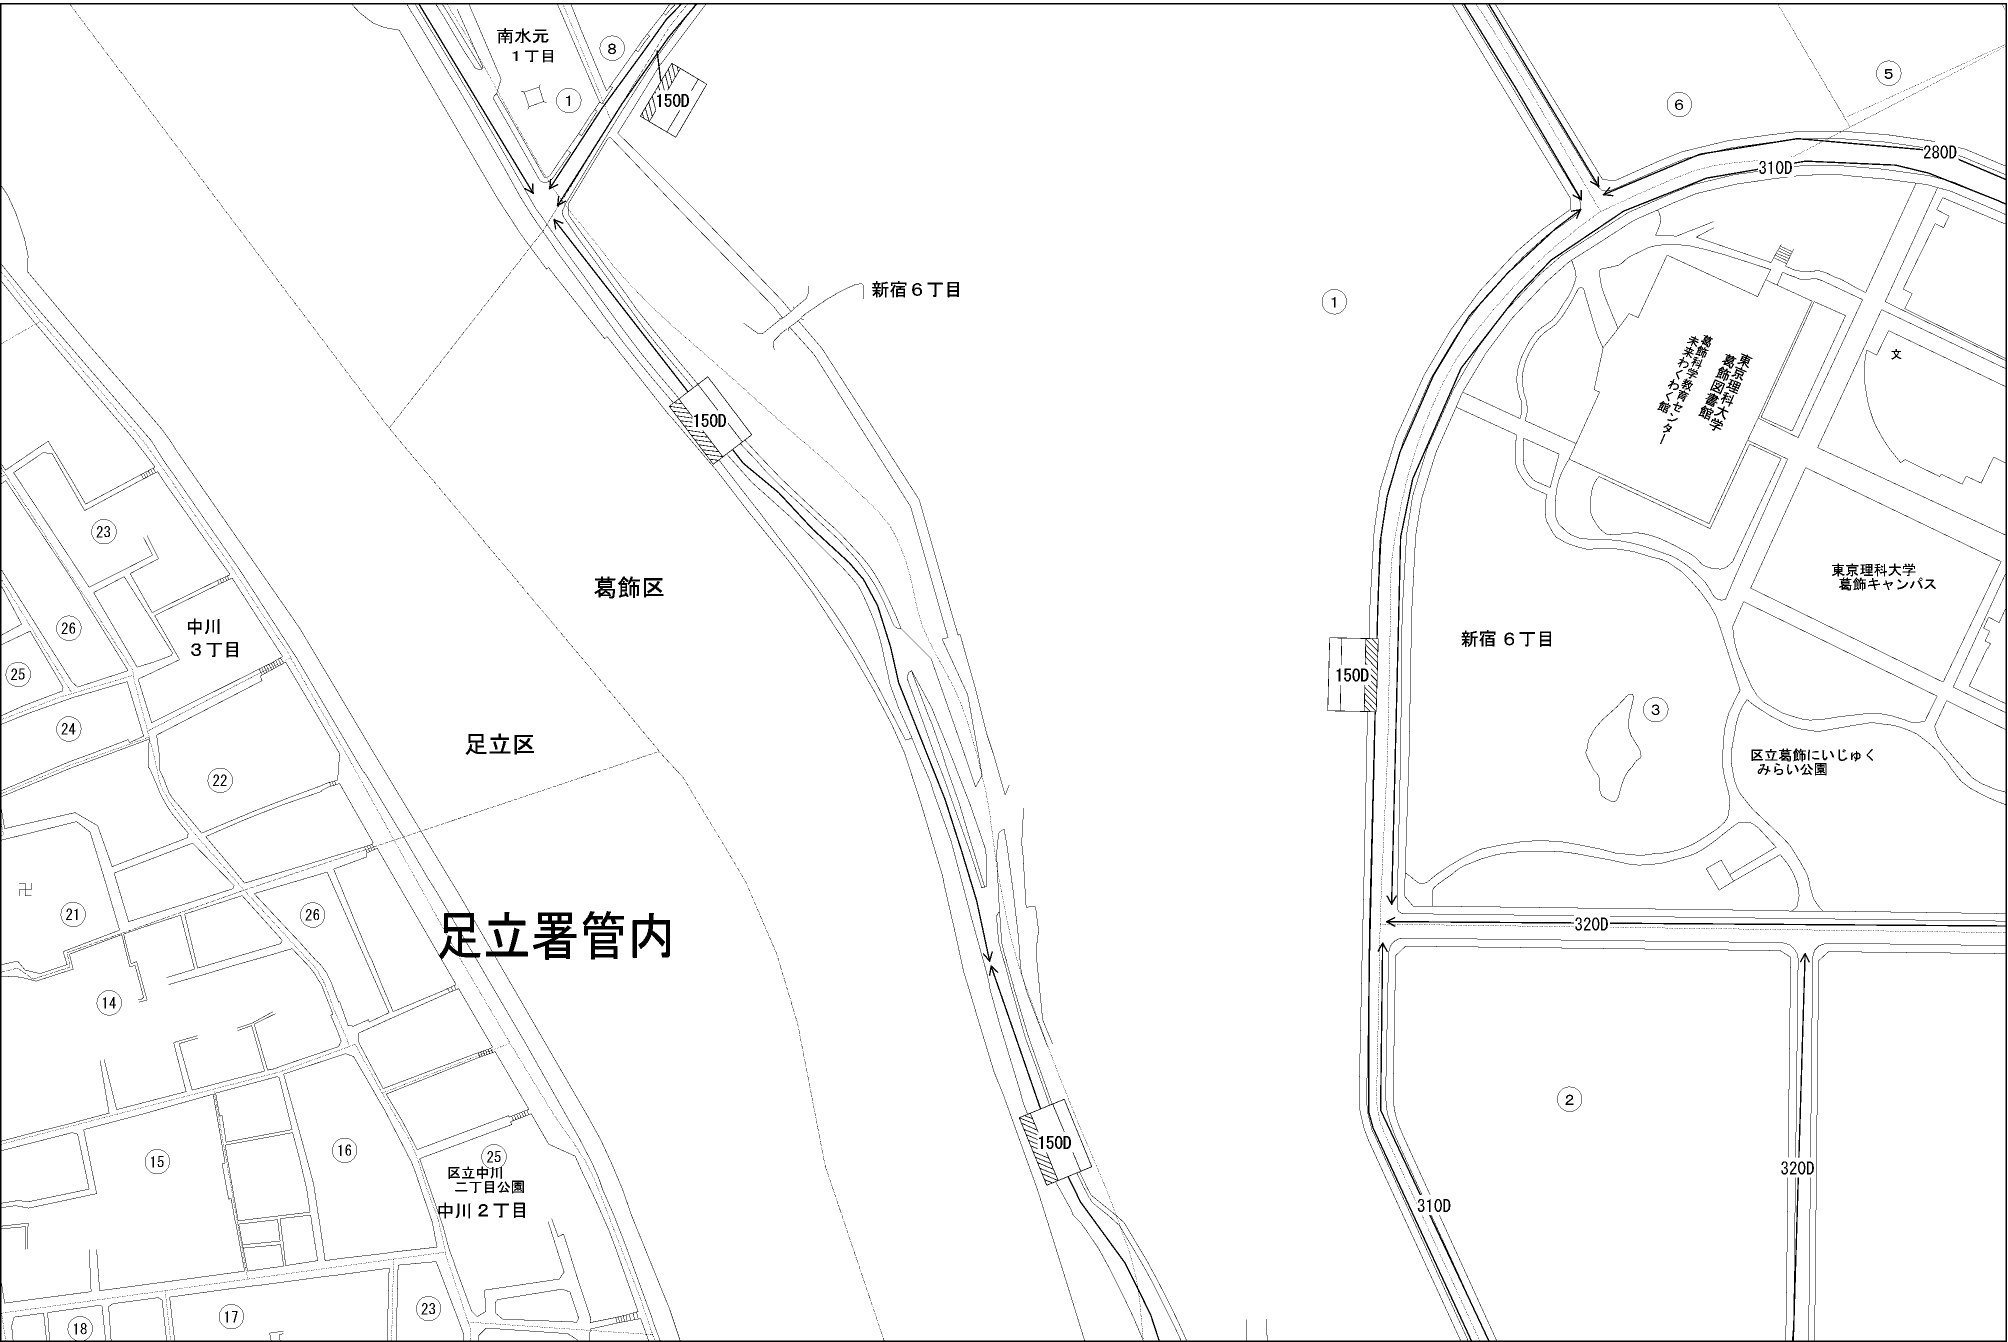 南水元
１丁目
8
1
150D
5
6
280D
310D
新宿６丁目
1
文
東京理科大学
葛飾図書館
葛飾科学教育センター
未来わくわく館
150D
23
東京理科大学
葛飾キャンパス
葛飾区
26
中川
３丁目
新宿６丁目
25
150D
3
24
足立区
区立葛飾にいじゅく
みらい公園
22
卍
21
26
足立署管内
320D
14
2
150D
15
16
25
区立中川
二丁目公園
中川２丁目
320D
310D
23
17
18